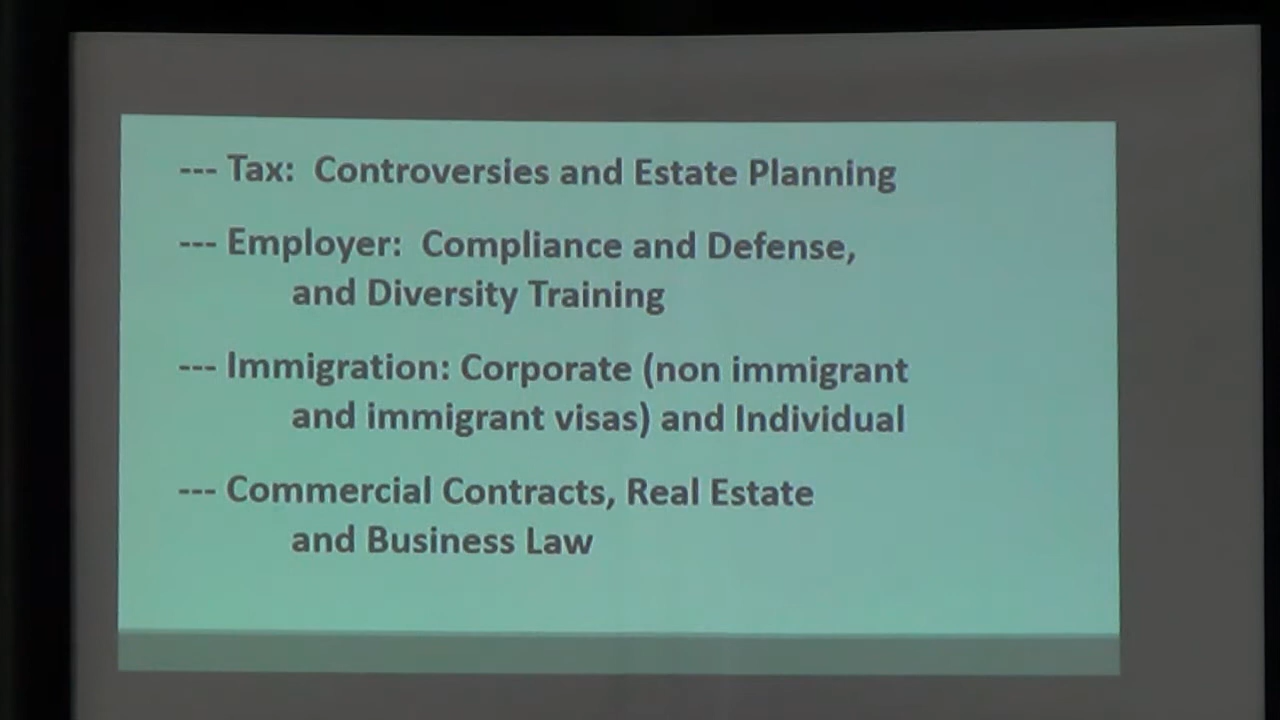 --- Tax:  Controversies and Estate Planning
--- Employer:  Compliance and Defense,
and Diversity Training
--- Immigration: Corporate (non immigrant
and immigrant visas) and Individual
--- Commercial Contracts, Real Estate
and Business Law